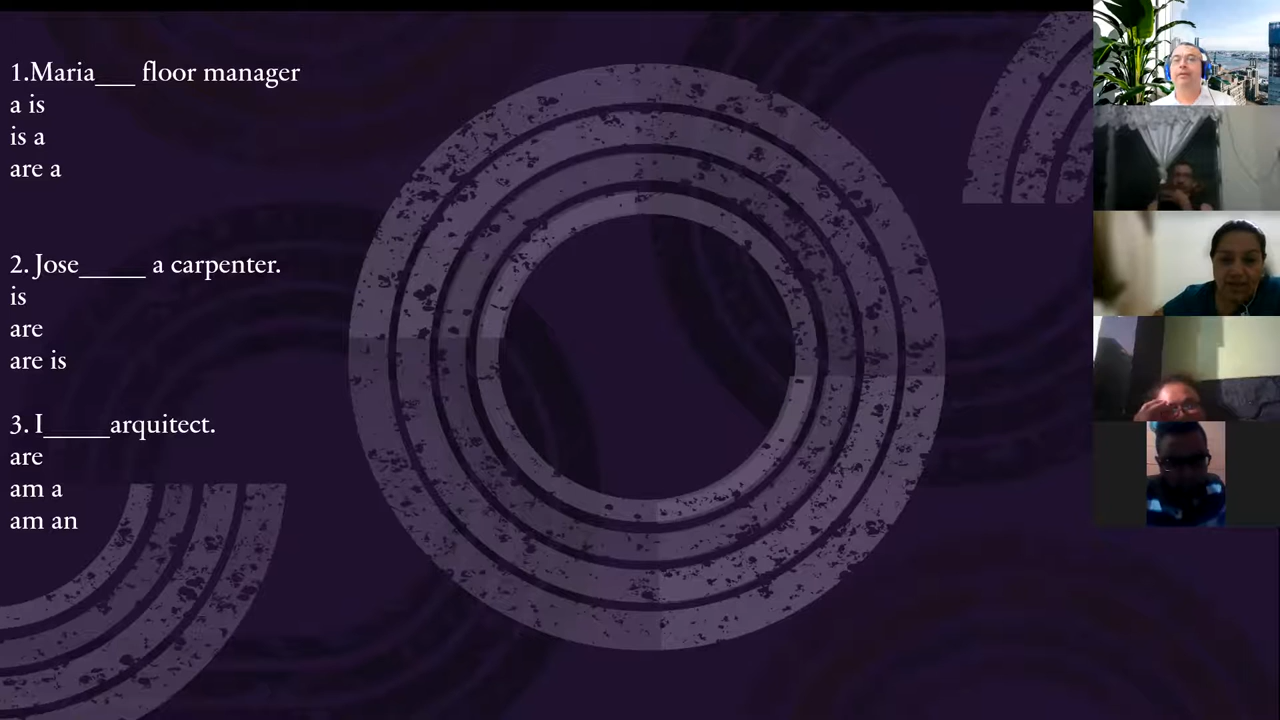 1.Maria___ floor manager
a is
is a
are a
2. Jose_____ a carpenter.
is
are
are is
3. I_____arquitect.
are
am a
am an